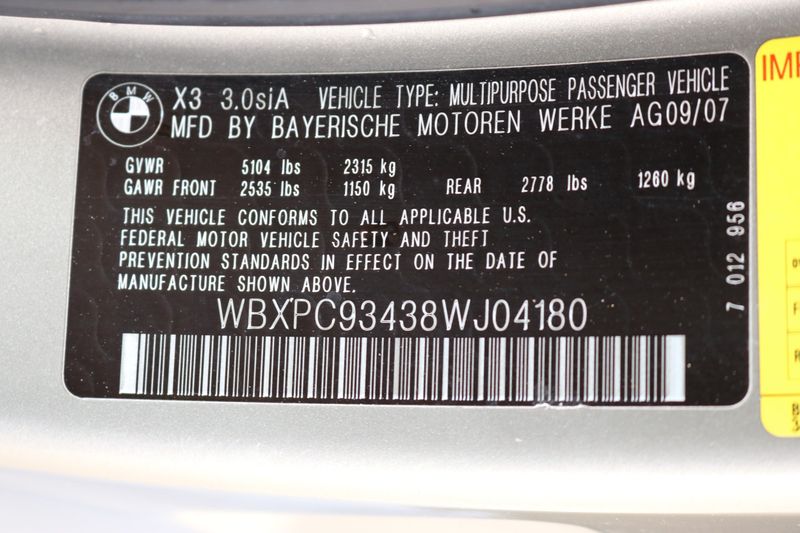 BMW
X3 3.0siA VEHICLE TYPE: MULTIPURPOSE PASSENGER VEHICLE
MFD BY BAYERISCHE MOTOREN WERKE AG09/07
GVWR 5104 lbs 2315 kg
GAWR FRONT 2535 lbs 1150 kg REAR 2778 lbs 1260 kg
THIS VEHICLE CONFORMS TO ALL APPLICABLE U.S.
FEDERAL MOTOR VEHICLE SAFETY AND THEFT
PREVENTION STANDARDS IN EFFECT ON THE DATE OF
MANUFACTURE SHOWN ABOVE.
WBXPC93438WJ04180
7 012 956